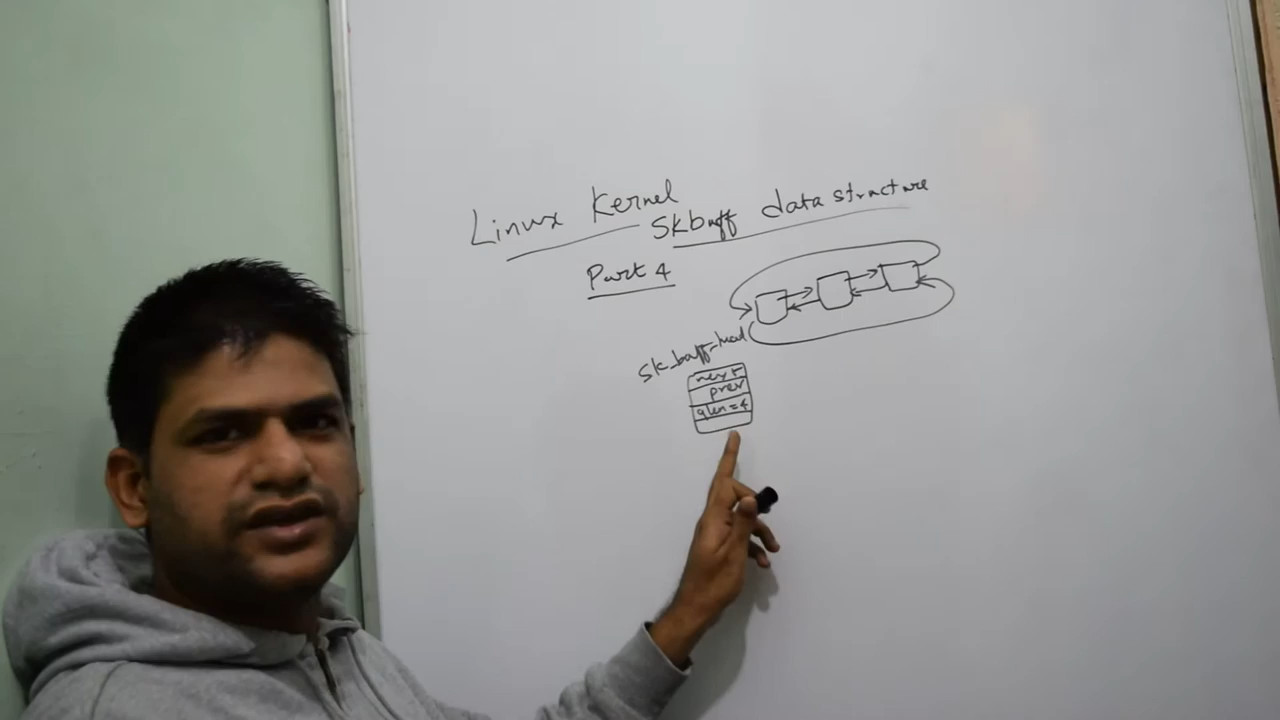 Linux Kernel
Skbuff data structure
Part 4
sk_buff_head
next
prev
qlen=4